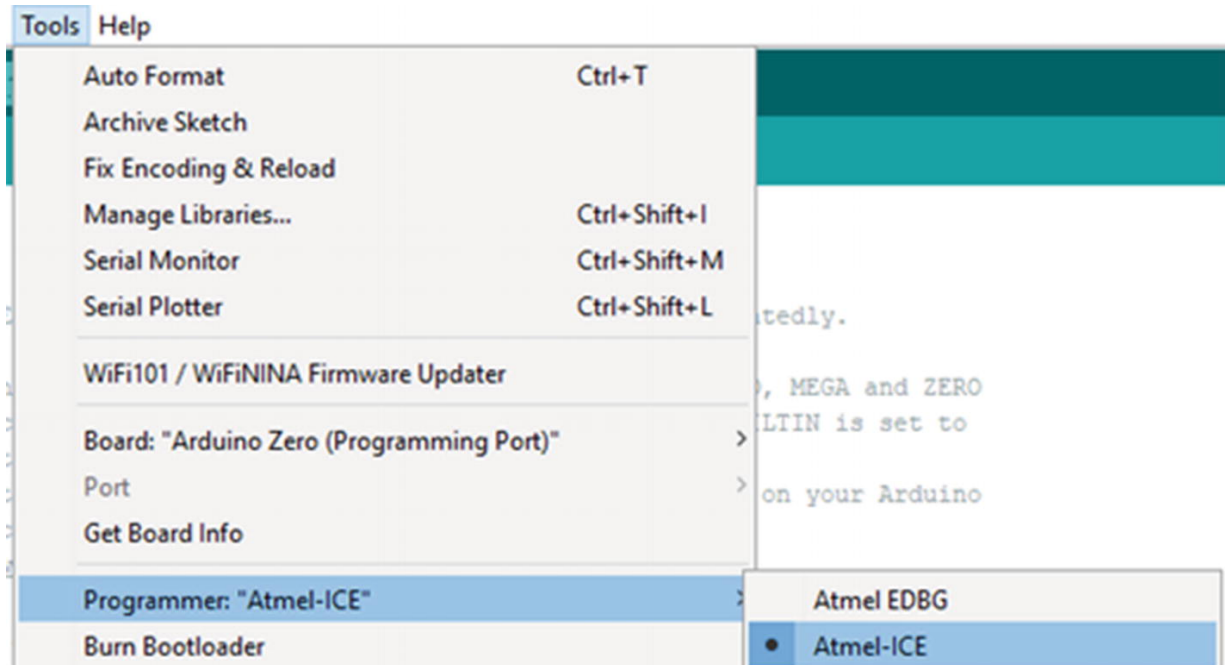 Tools Help
Auto Format Ctrl+T
Archive Sketch
Fix Encoding & Reload
Manage Libraries... Ctrl+Shift+I
Serial Monitor Ctrl+Shift+M
Serial Plotter Ctrl+Shift+L
tedly.
WiFi101 / WiFiNINA Firmware Updater
, MEGA and ZERO
LTIN is set to
Board: "Arduino Zero (Programming Port)"
Port
on your Arduino
Get Board Info
Programmer: "Atmel-ICE"
Atmel EDBG
Burn Bootloader
Atmel-ICE